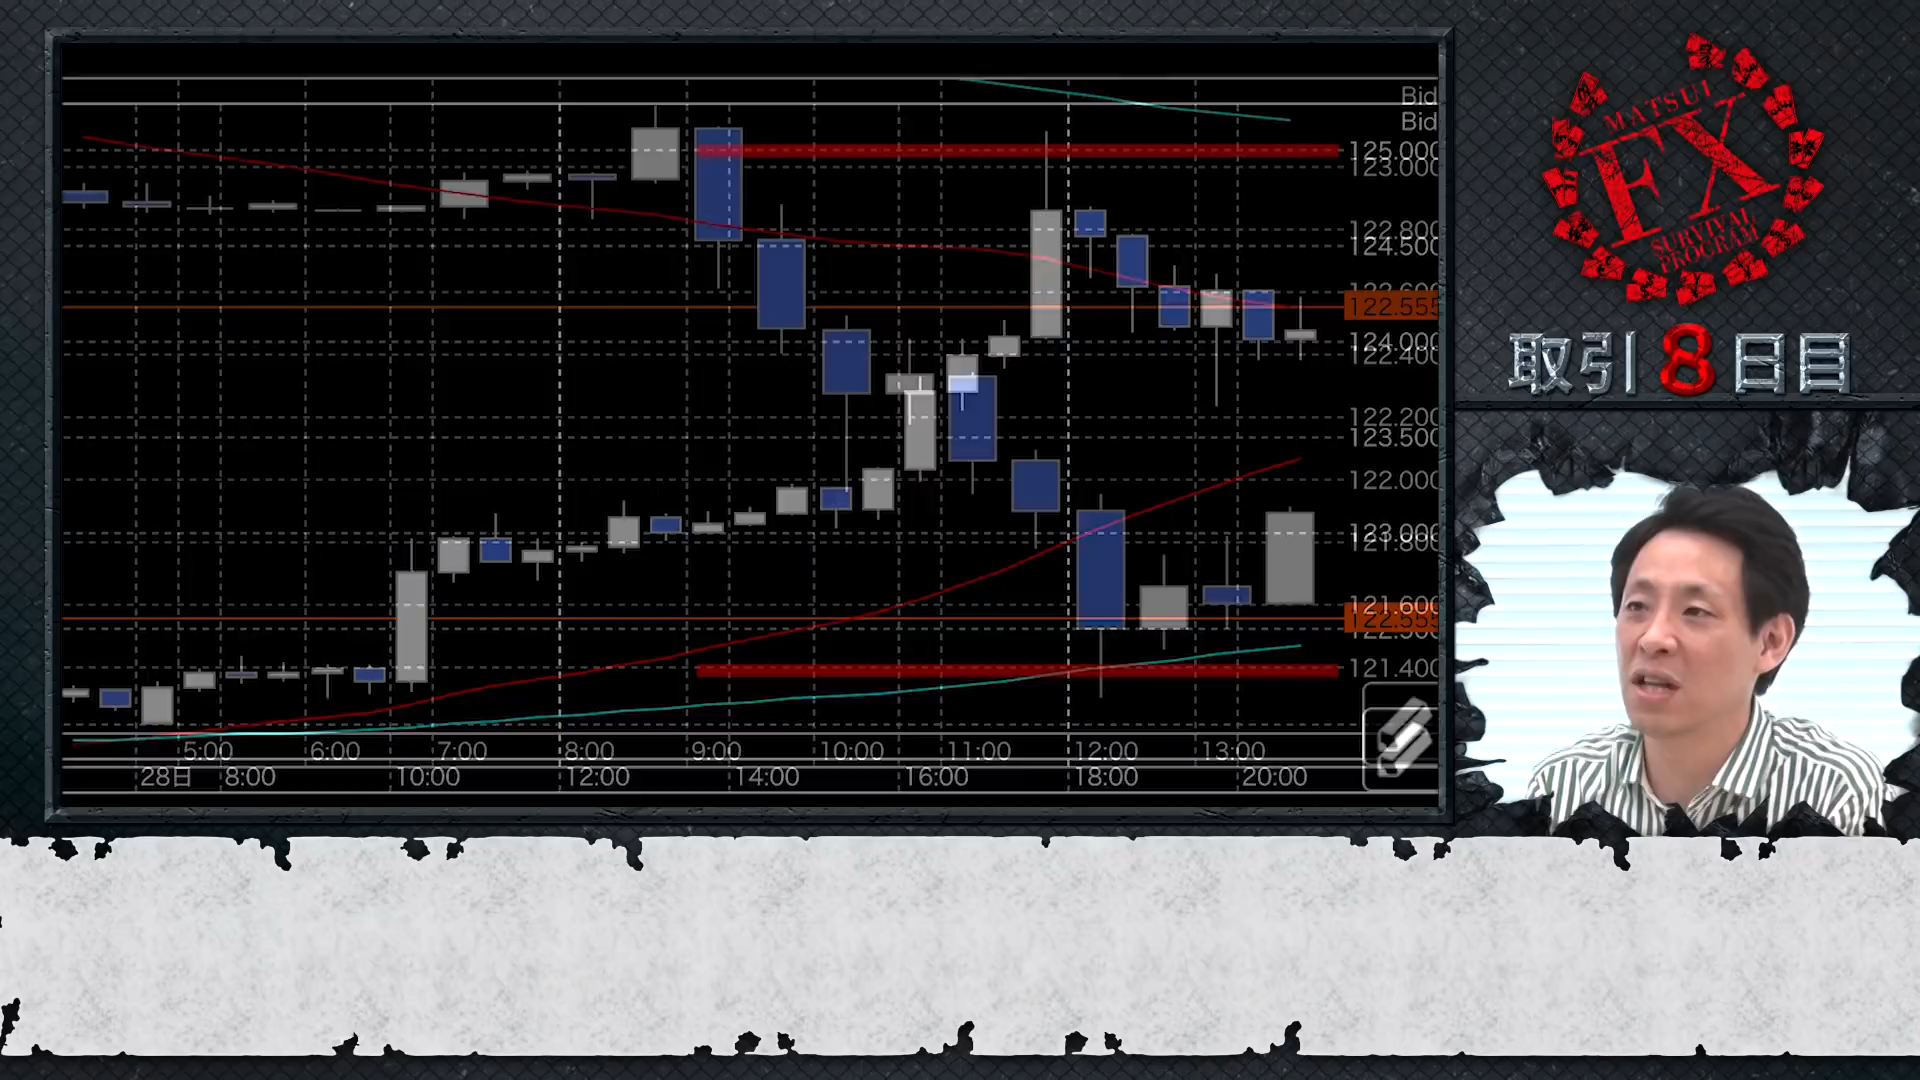 Bid
Bid
125.000
123.000
122.800
124.500
122.600
122.555
124.000
122.400
122.200
123.500
122.000
123.000
121.800
121.600
122.555
122.500
121.400
5:00 6:00 7:00 8:00 9:00 10:00 11:00 12:00 13:00
28日 8:00 10:00 12:00 14:00 16:00 18:00 20:00
MATSUI
FX
SURVIVAL
PROGRAM
取引8日目